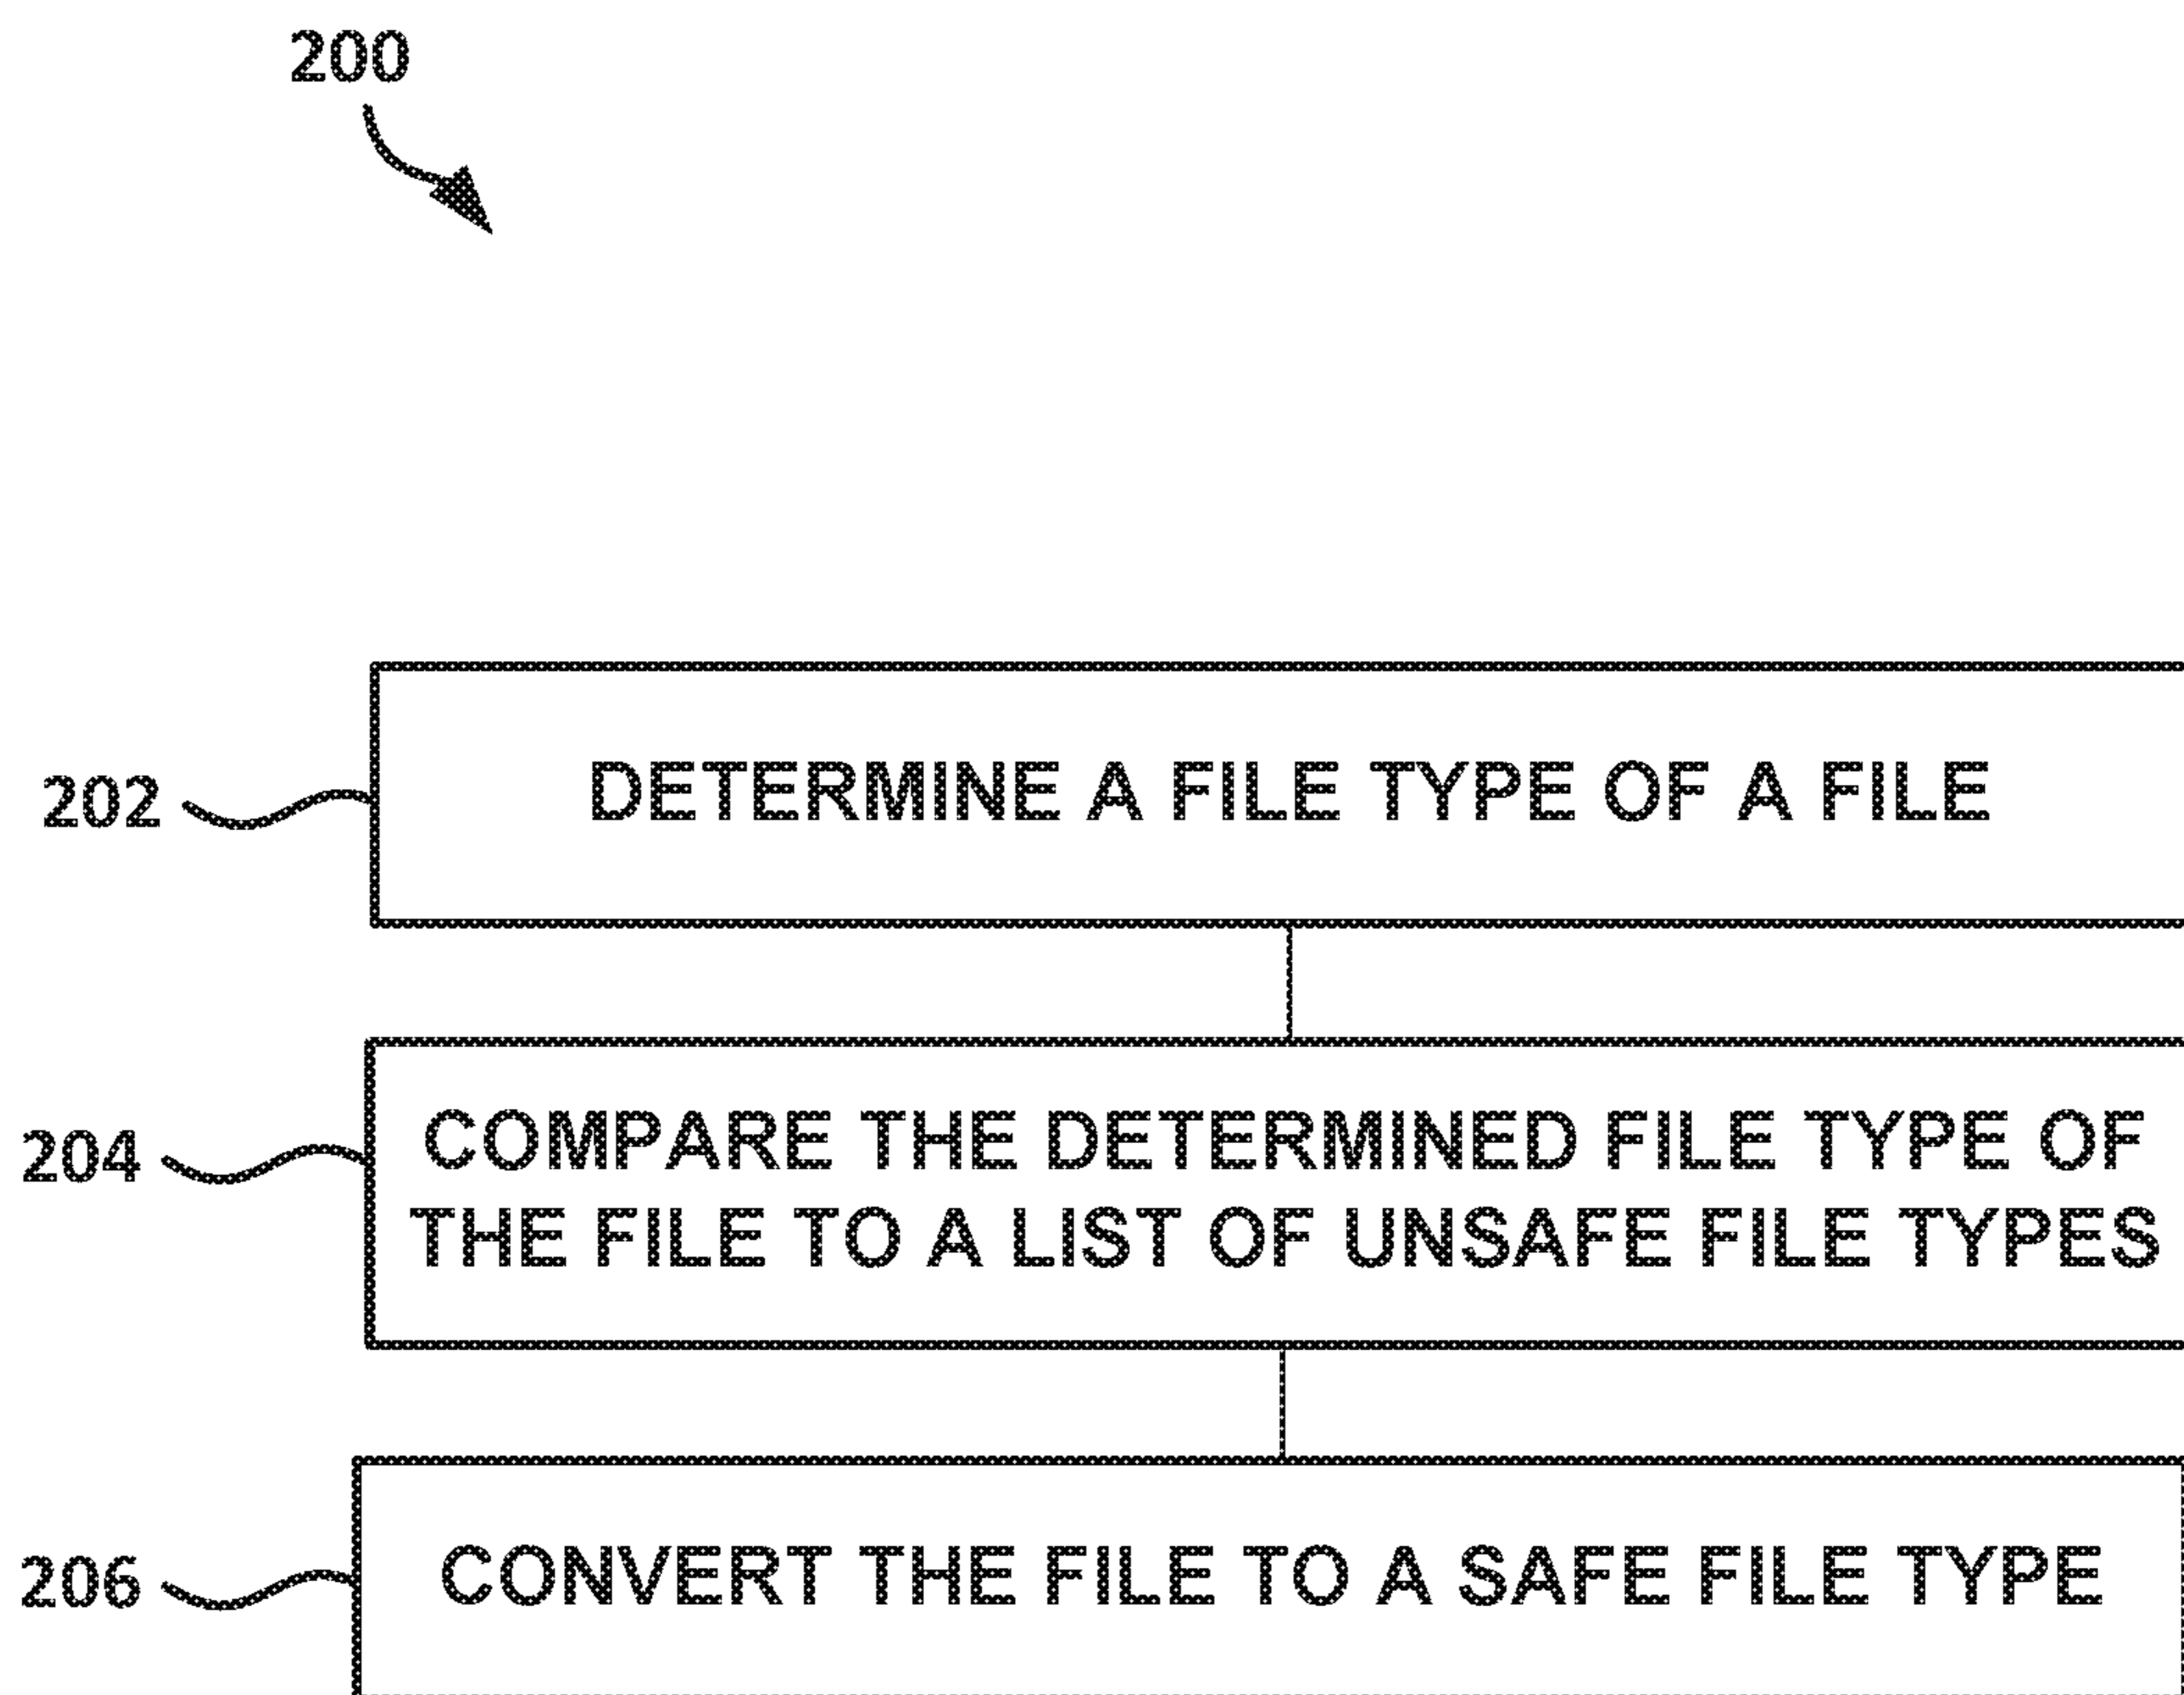 200
202
DETERMINE A FILE TYPE OF A FILE
204
COMPARE THE DETERMINED FILE TYPE OF
THE FILE TO A LIST OF UNSAFE FILE TYPES
206
CONVERT THE FILE TO A SAFE FILE TYPE